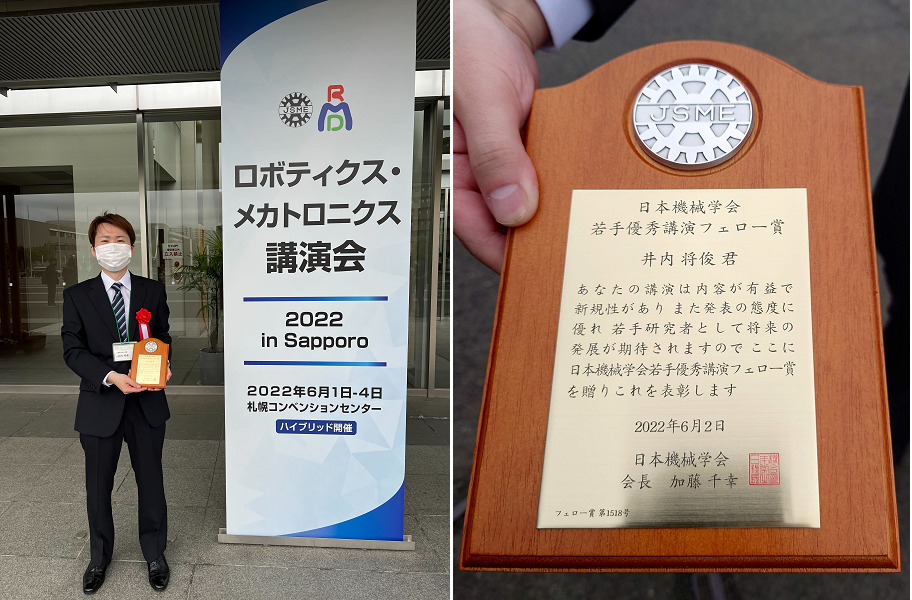 JSME
RMD
ロボティクス・
メカトロニクス
講演会
2022
in Sapporo
2022年6月1日-4日
札幌コンベンションセンター
ハイブリッド開催
立入禁止
JSME
日本機械学会
若手優秀講演フェロー賞
井内 将俊 君
あなたの講演は内容が有益で
新規性があり また発表の態度に
優れ 若手研究者として将来の
発展が期待されますので ここに
日本機械学会若手優秀講演フェロー賞
を贈りこれを表彰します
2022年6月2日
日本機械学会
会長 加藤 千幸
フェロー賞 第1518号